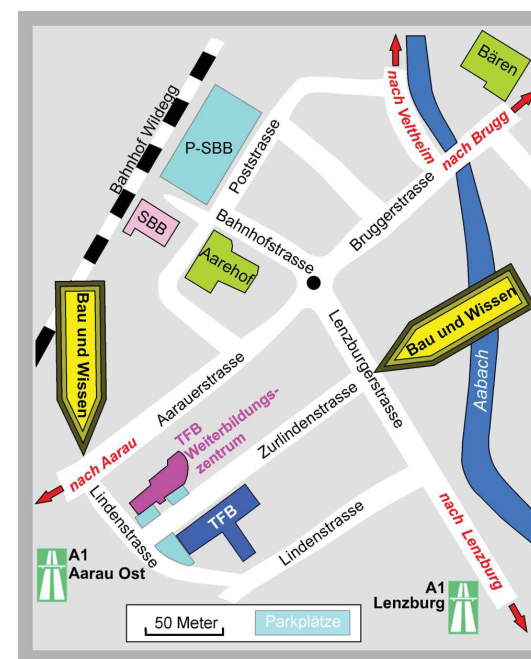 Bären
nach Veltheim
nach Brugg
Bahnhof Wildegg
P-SBB
Poststrasse
Bruggerstrasse
SBB
Bahnhofstrasse
Aarehof
Bau und Wissen
Bau und Wissen
Lenzburgerstrasse
Aabach
Aarauerstrasse
TFB
Weiterbildungs-
zentrum
Zurlindenstrasse
nach Aarau
Lindenstrasse
TFB
Lindenstrasse
nach Lenzburg
A1
Aarau Ost
A1
Lenzburg
50 Meter
Parkplätze